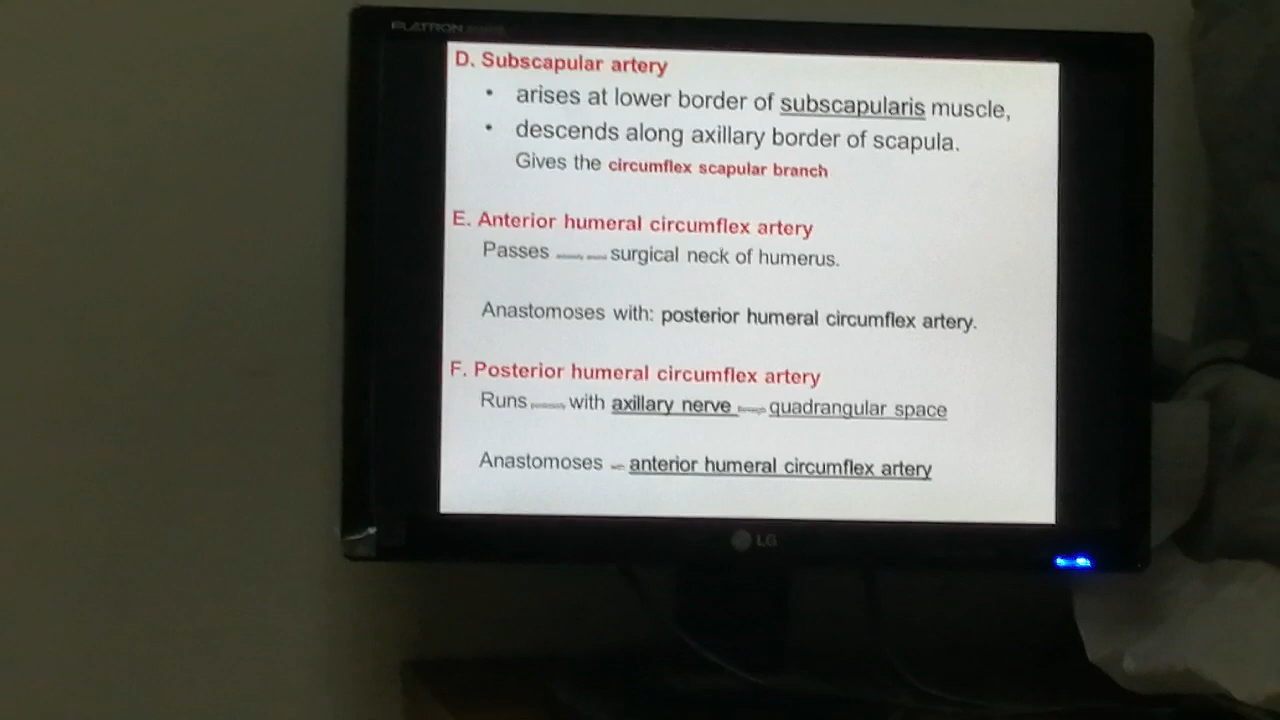 FLATRON
D. Subscapular artery
• arises at lower border of subscapularis muscle,
• descends along axillary border of scapula.
Gives the circumflex scapular branch
E. Anterior humeral circumflex artery
Passes surgical neck of humerus.
Anastomoses with: posterior humeral circumflex artery.
F. Posterior humeral circumflex artery
Runs with axillary nerve quadrangular space
Anastomoses anterior humeral circumflex artery
LG